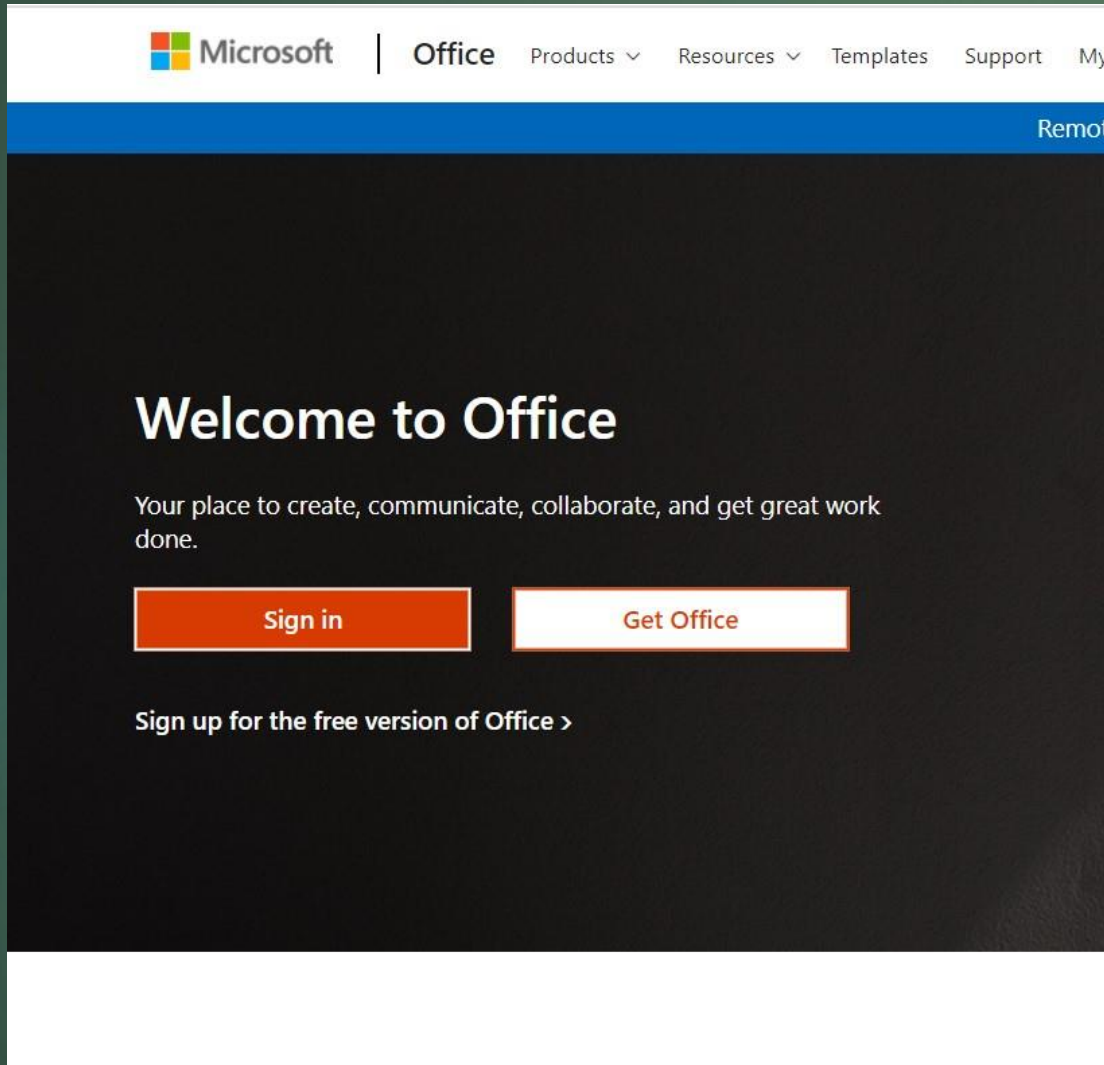 Microsoft | Office Products Resources Templates Support
Welcome to Office
Your place to create, communicate, collaborate, and get great work
done.
Sign in Get Office
Sign up for the free version of Office >